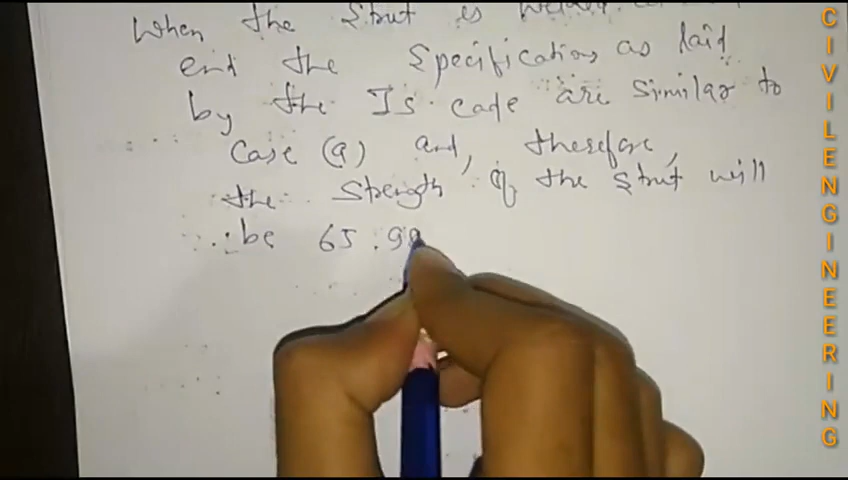 When the Strut is
end the Specifications as laid
by the Is code are similar to
Case (a) and, therefore,
the Strength of the Strut will
be 65.98
CIVILENGINEERING